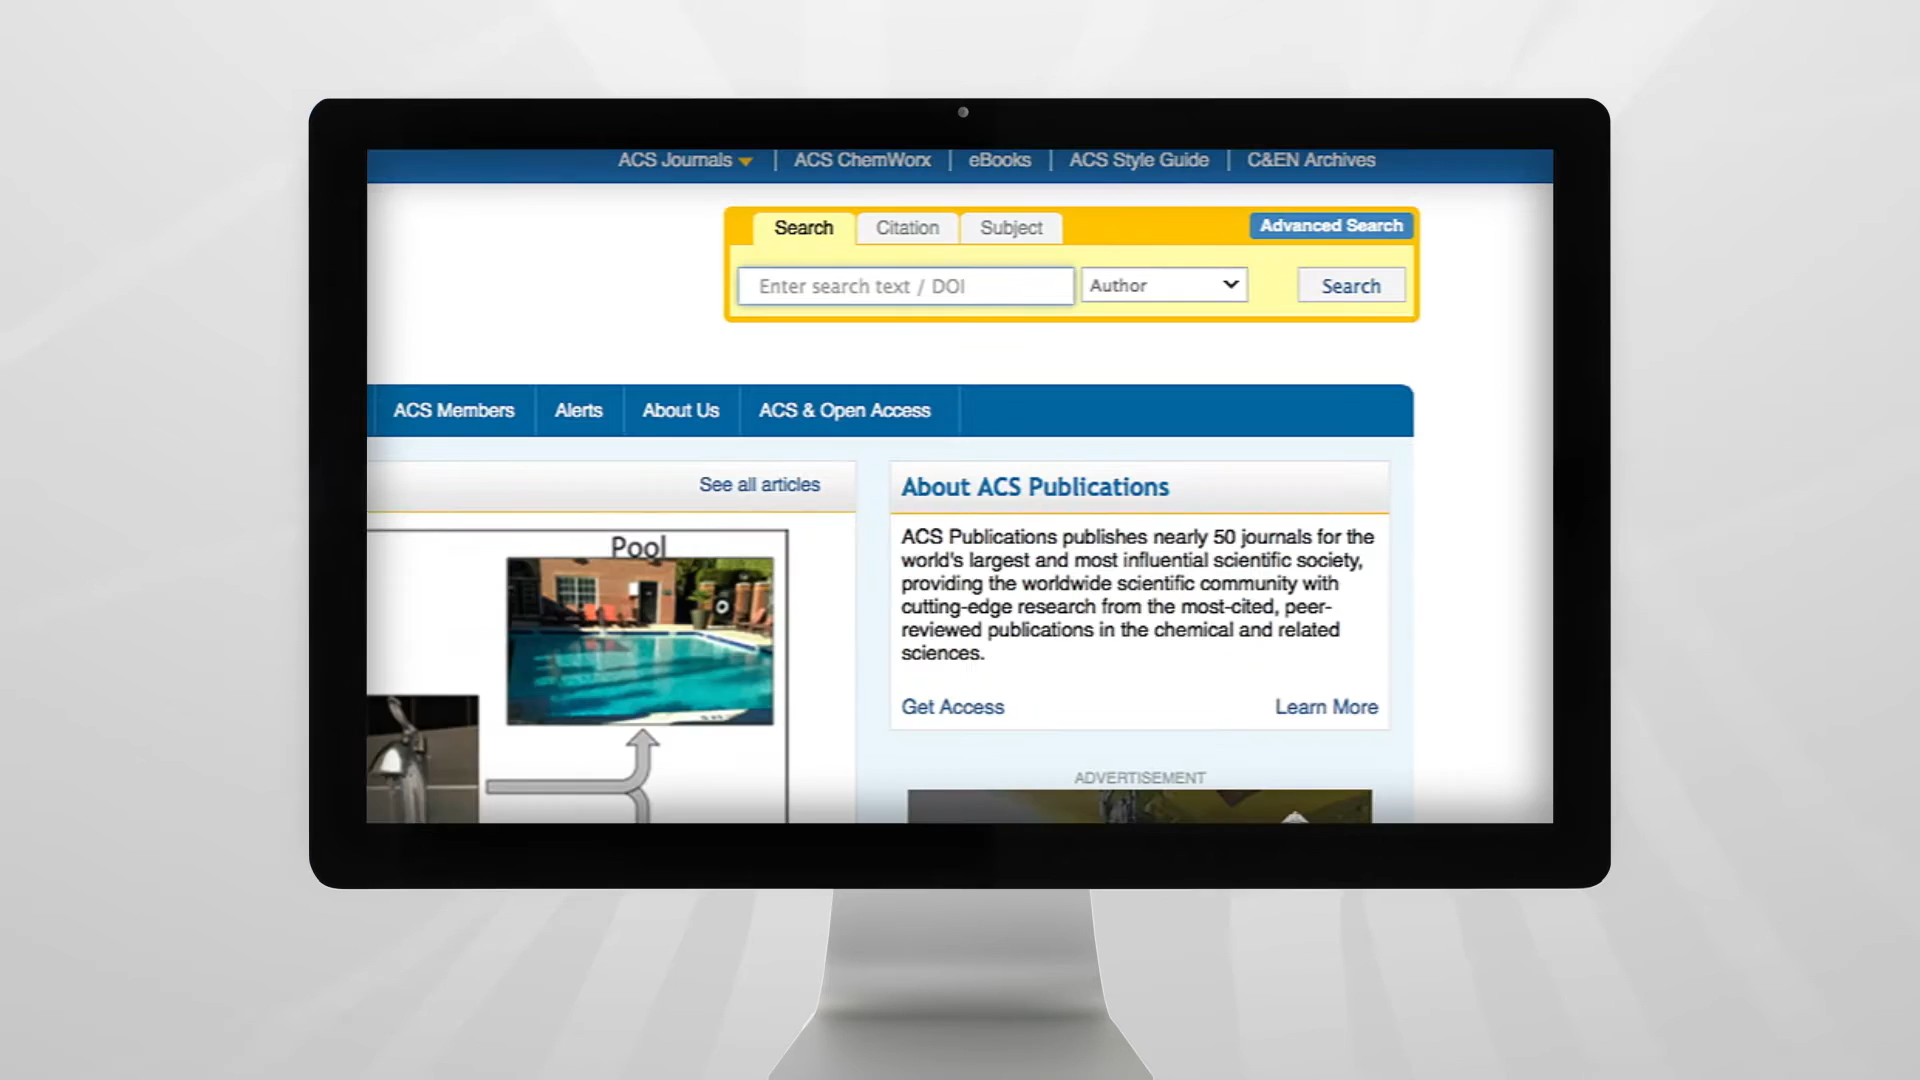 ACS Journals | ACS ChemWorx | eBooks | ACS Style Guide | C&EN Archives
Search Citation Subject Advanced Search
Enter search text / DOI Author Search
ACS Members Alerts About Us ACS & Open Access
See all articles
Pool
About ACS Publications
ACS Publications publishes nearly 50 journals for the
world's largest and most influential scientific society,
providing the worldwide scientific community with
cutting-edge research from the most-cited, peer-
reviewed publications in the chemical and related
sciences.
Get Access Learn More
ADVERTISEMENT